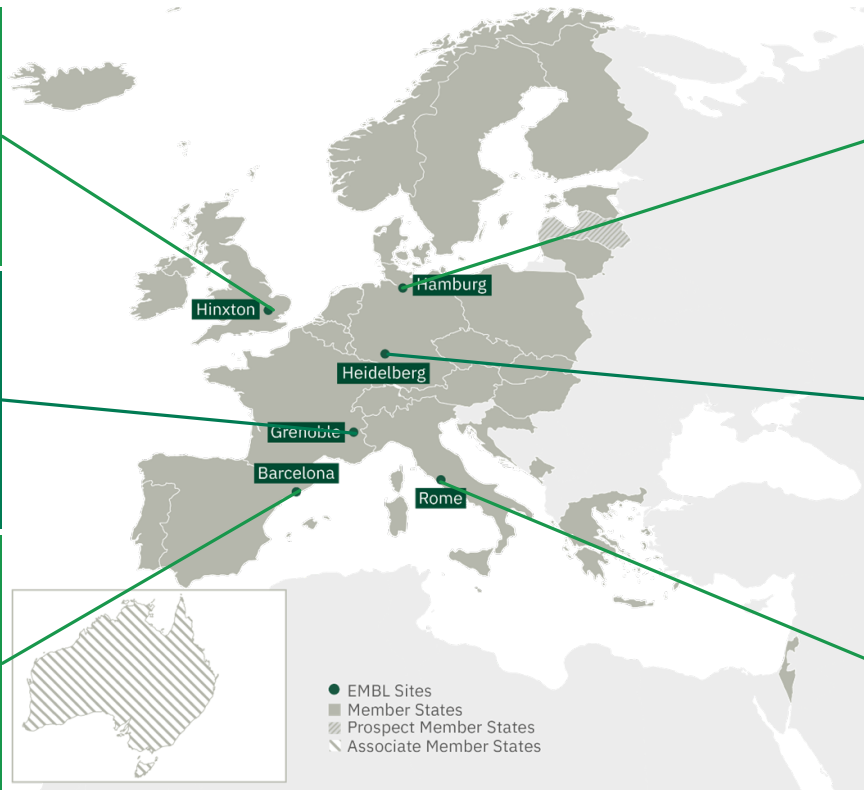 Hamburg
Hinxton
Heidelberg
Grenoble
Barcelona
Rome
EMBL Sites
Member States
Prospect Member States
Associate Member States